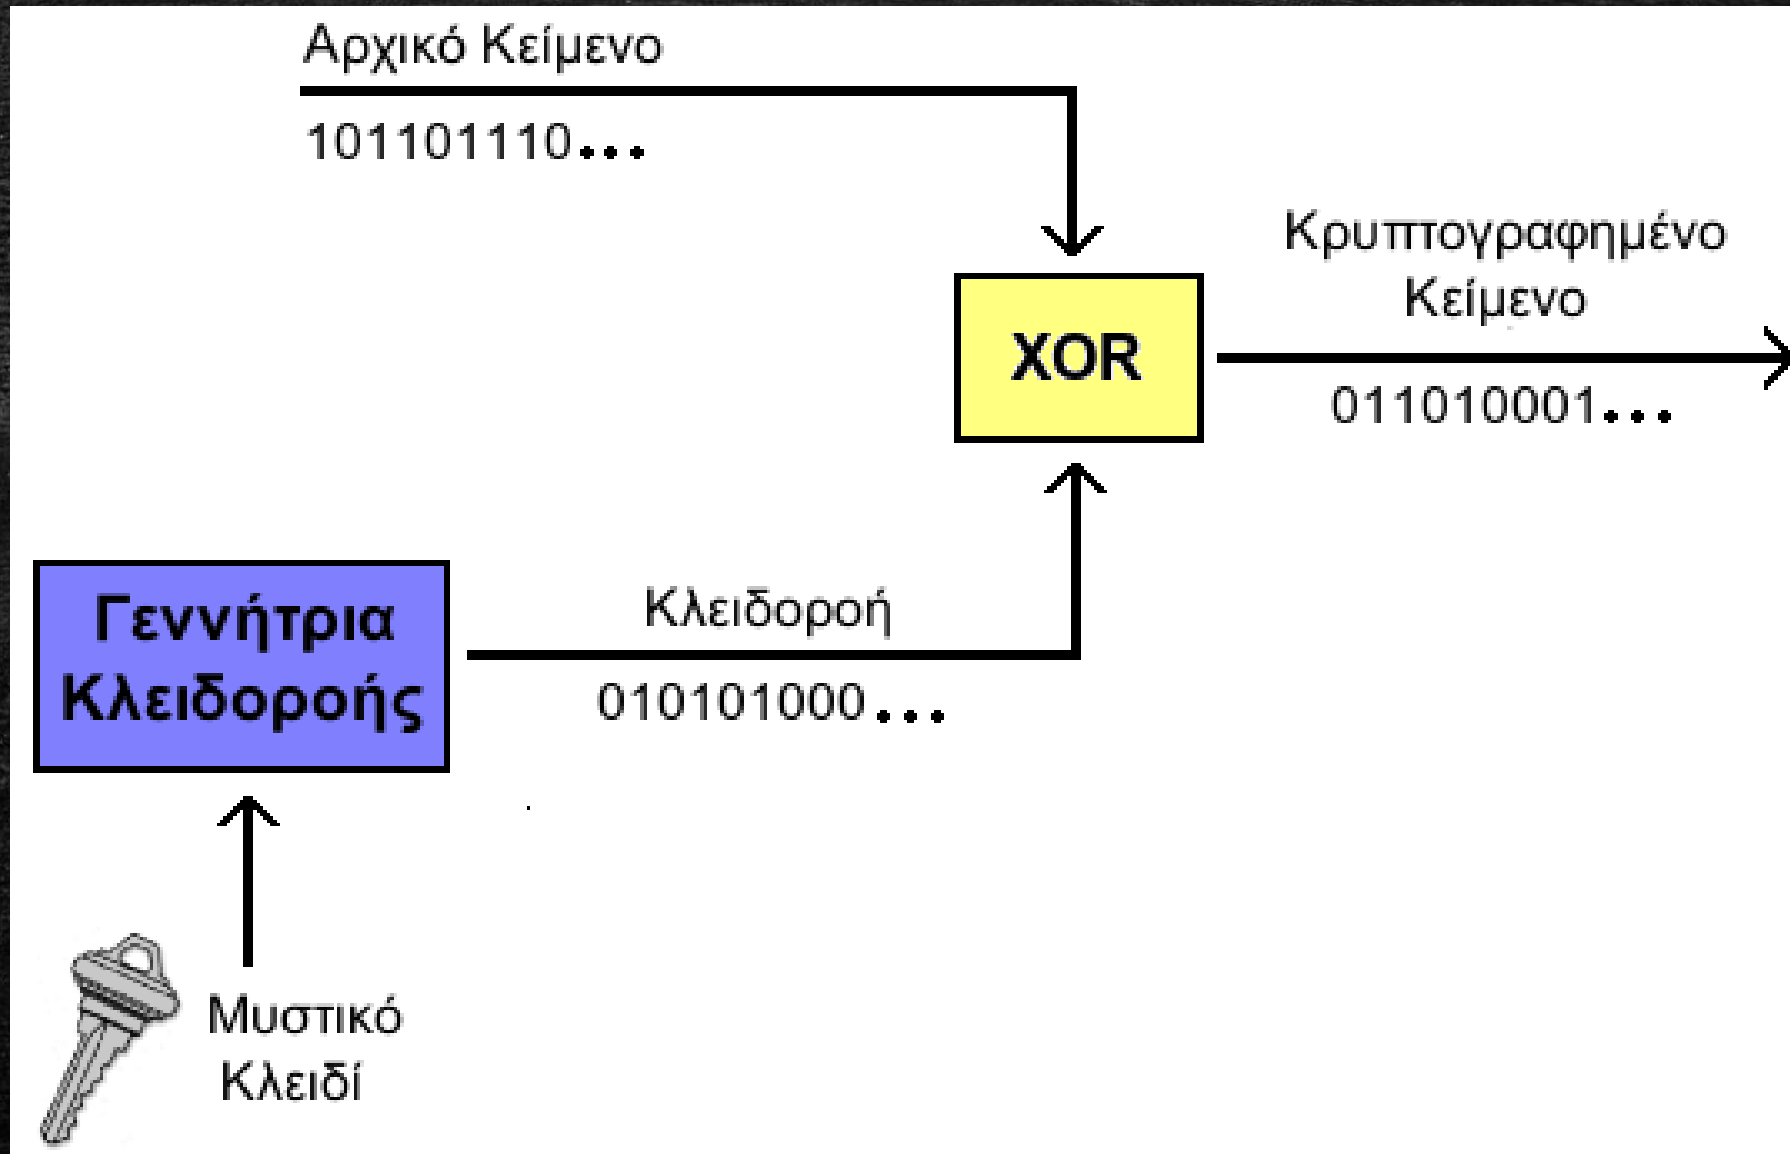 Αρχικό Κείμενο
101101110...
Κρυπτογραφημένο
Κείμενο
XOR
011010001...
Γεννήτρια
Κλειδοροής
Κλειδοροή
010101000...
Μυστικό
Κλειδί